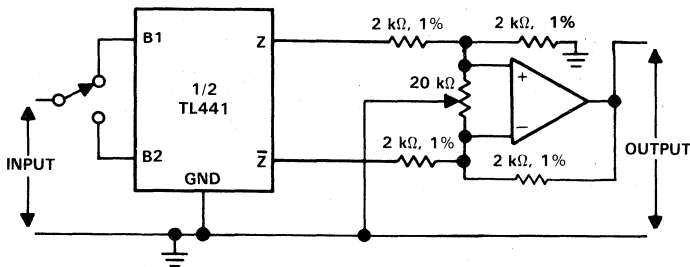 2 kΩ, 1%
2 kΩ, 1%
B1
Z
1/2
TL441
20 kΩ
+
−
2 kΩ, 1%
B2
Z̅
2 kΩ, 1%
GND
INPUT
OUTPUT